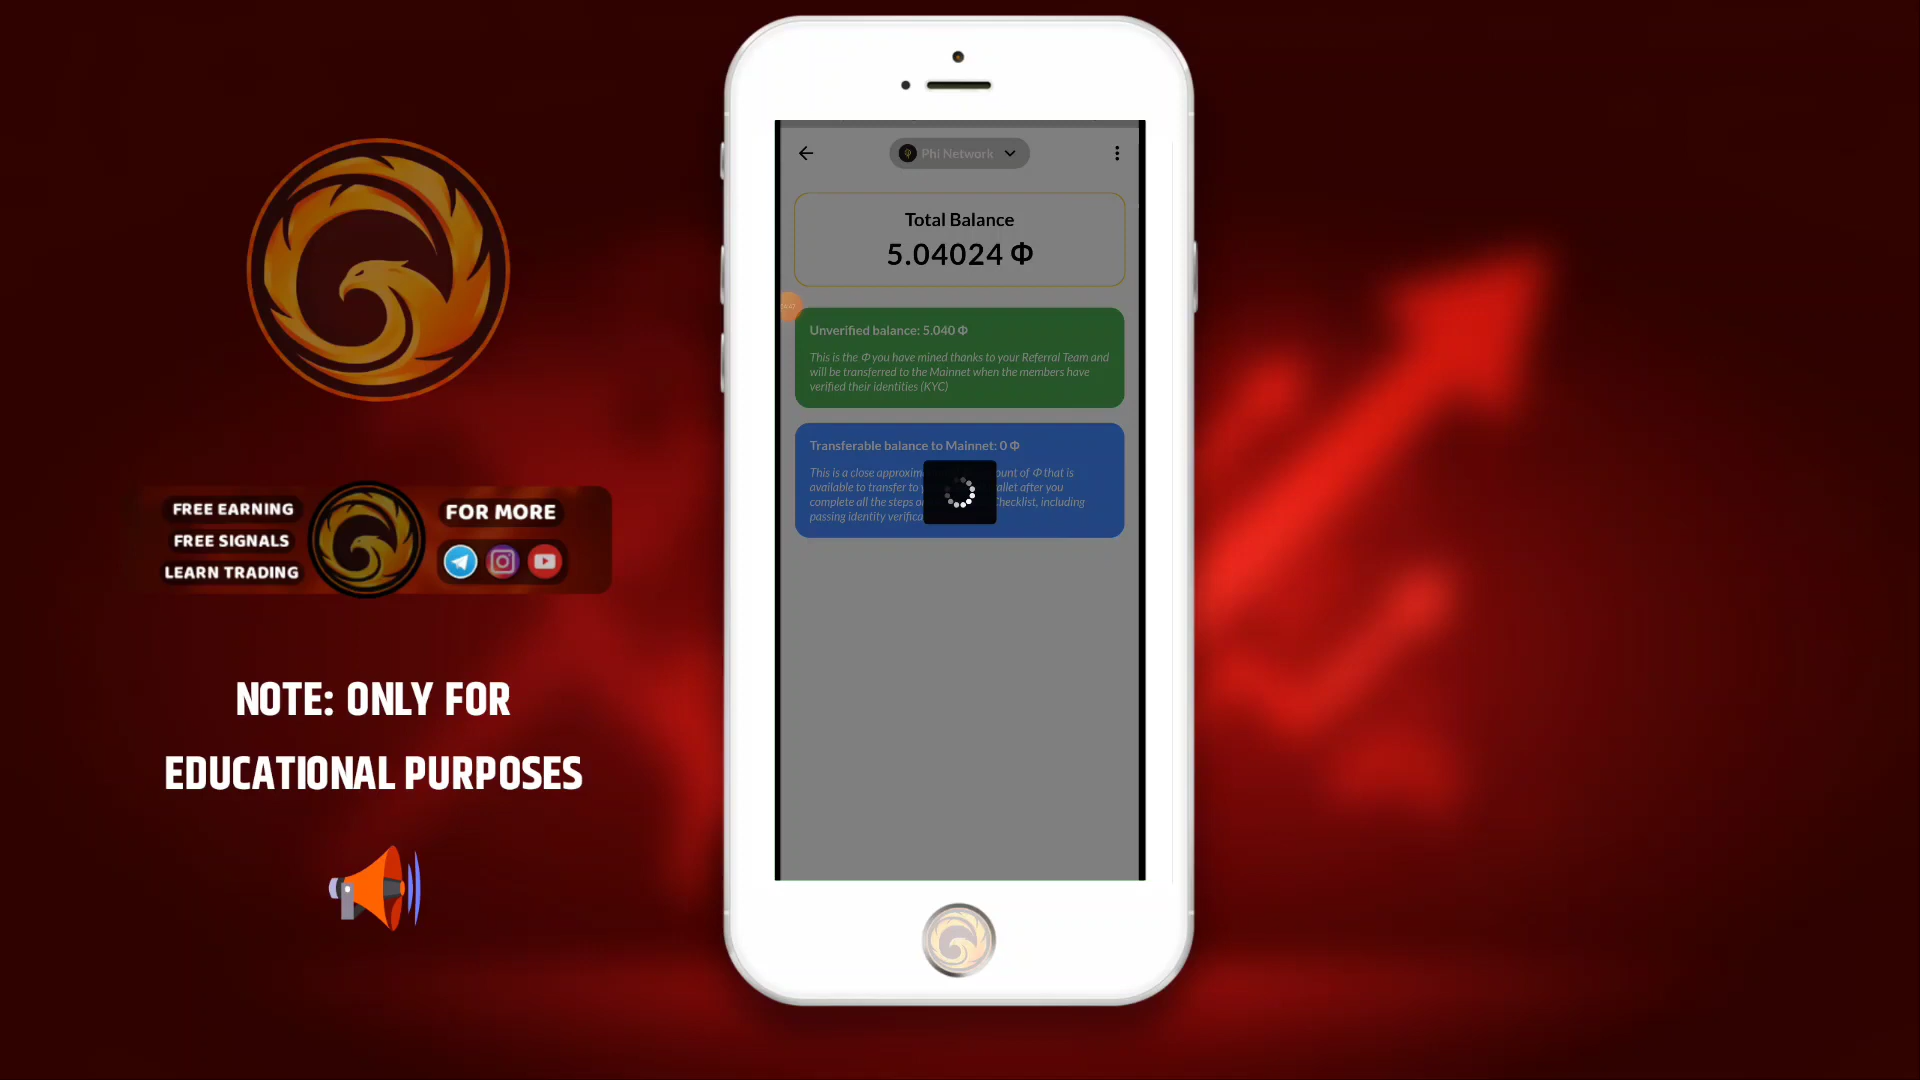 FREE EARNING
FREE SIGNALS
LEARN TRADING
FOR MORE
NOTE: ONLY FOR
EDUCATIONAL PURPOSES
Phi Network
Total Balance
5.04024 Φ
Unverified balance: 5.040 Φ
This is the Φ you have mined thanks to your Referral Team and
will be transferred to the Mainnet when the members have
verified their identities (KYC)
Transferable balance to Mainnet: 0 Φ
This is a close approxim ount of Φ that is
available to transfer to allet after you
complete all the steps o Checklist, including
passing identity verifica